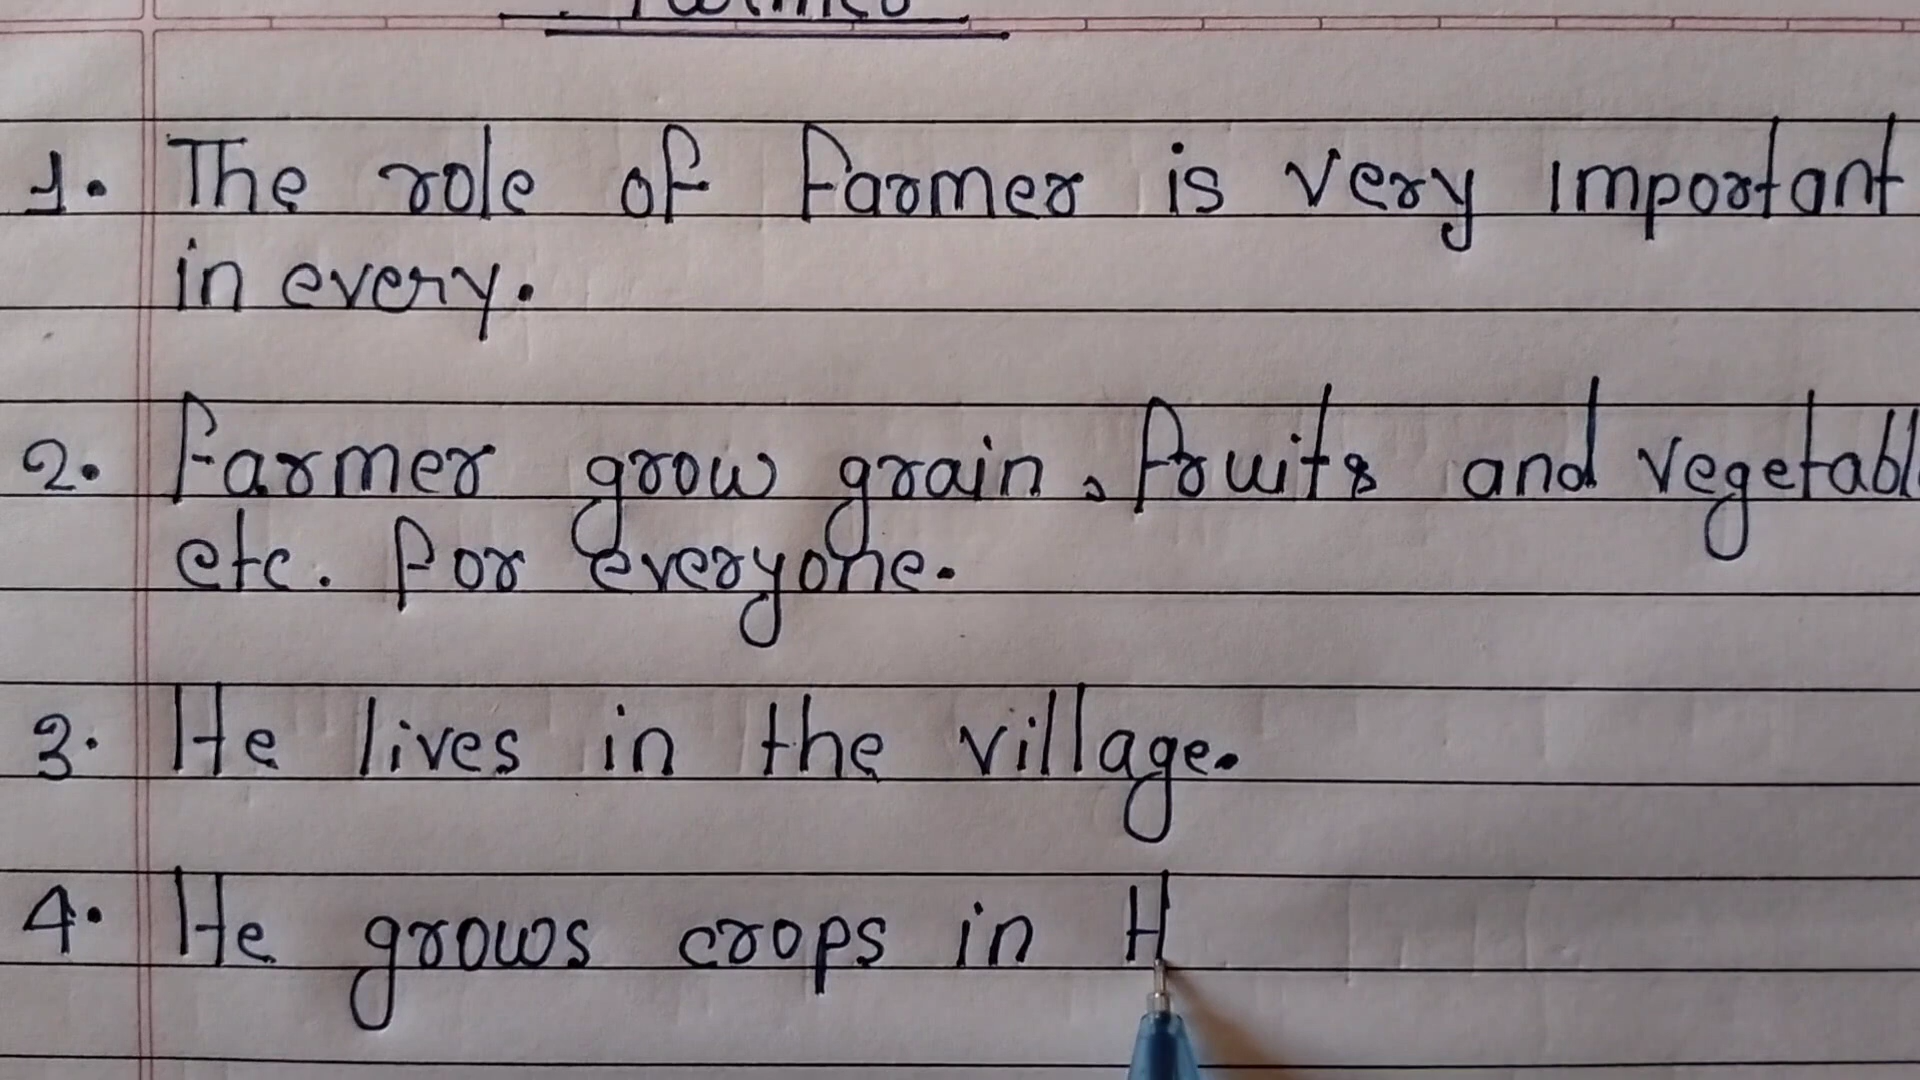 1. The role of Farmer is very important
in every.
2. Farmer grow grain, Fruits and
etc. For everyone.
3. He lives in the village.
4. He grows crops in